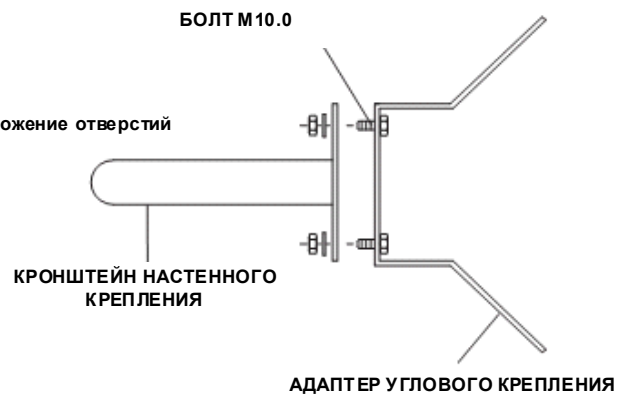 БОЛТ М10.0
ожение отверстий
КРОНШТЕЙН НАСТЕННОГО
КРЕПЛЕНИЯ
АДАПТЕР УГЛОВОГО КРЕПЛЕНИЯ